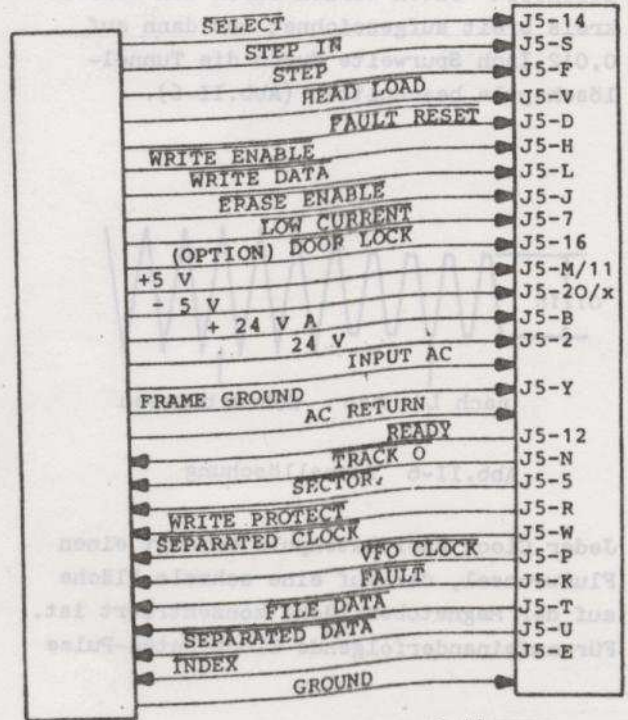 SELECT J5-14
STEP IN J5-S
STEP J5-F
HEAD LOAD J5-V
FAULT RESET J5-D
WRITE ENABLE J5-H
WRITE DATA J5-L
ERASE ENABLE J5-J
LOW CURRENT J5-7
(OPTION) DOOR LOCK J5-16
+5 V J5-M/11
5 V J5-20/x
+ 24 V A J5-B
24 V J5-2
INPUT AC
FRAME GROUND J5-Y
AC RETURN
READY J5-12
TRACK 0 J5-N
SECTOR J5-5
WRITE PROTECT J5-R
SEPARATED CLOCK J5-W
VFO CLOCK J5-P
FAULT J5-K
FILE DATA J5-T
SEPARATED DATA J5-U
INDEX J5-E
GROUND